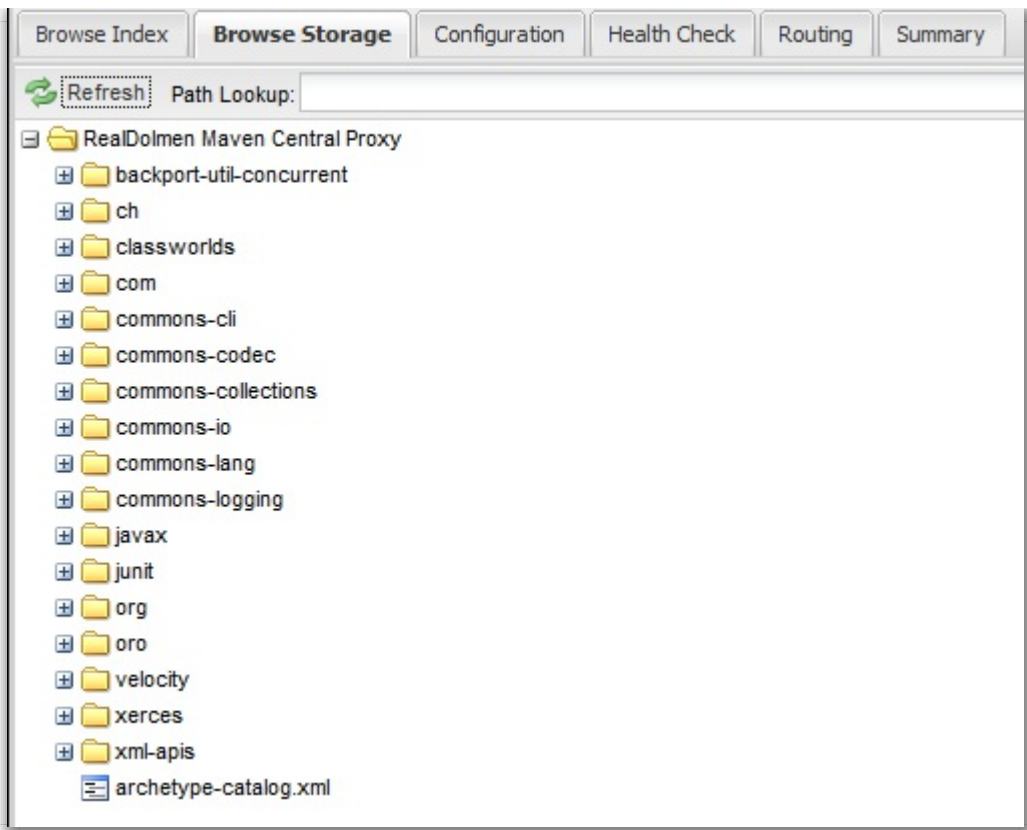 Browse Index Browse Storage Configuration Health Check Routing Summary
Refresh Path Lookup:
RealDolmen Maven Central Proxy
backport-util-concurrent
ch
classworlds
com
commons-cli
commons-codec
commons-collections
commons-io
commons-lang
commons-logging
javax
junit
org
oro
velocity
xerces
xml-apis
archetype-catalog.xml